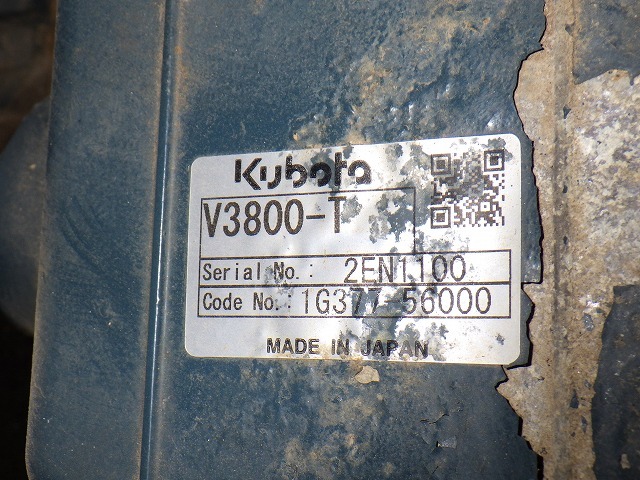 Kubota
V3800-T
Serial No.: 2EN1100
Code No.: 1G377-56000
MADE IN JAPAN